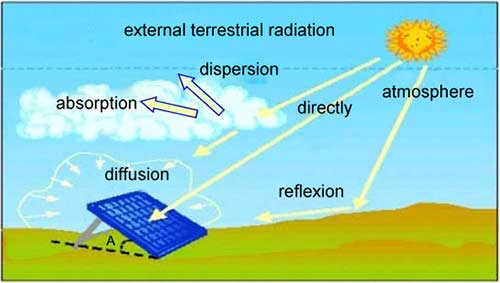 external terrestrial radiation
dispersion
absorption
directly
atmosphere
diffusion
reflexion
A